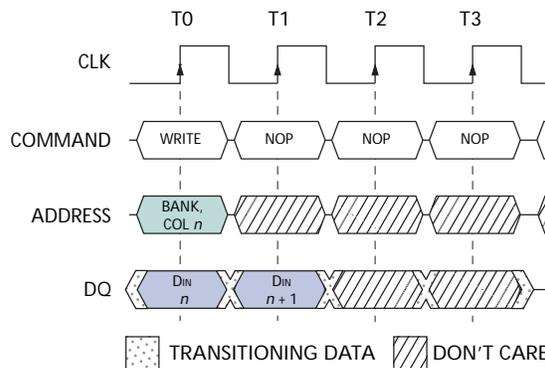 T0 T1 T2 T3
CLK
COMMAND WRITE NOP NOP NOP
ADDRESS BANK,
COL n
DQ DIN
n
DIN
n + 1
TRANSITIONING DATA DON'T CARE